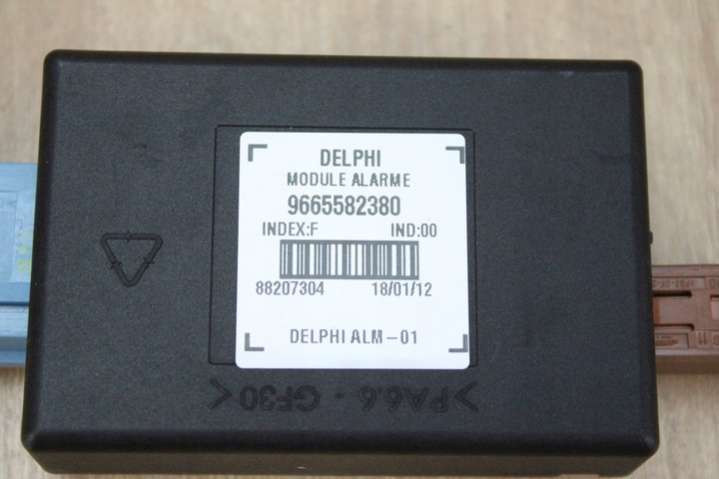 DELPHI
MODULE ALARME
9665582380
INDEX:F IND:00
88207304 18/01/12
DELPHI ALM-01
>PA6.6 - GF30<